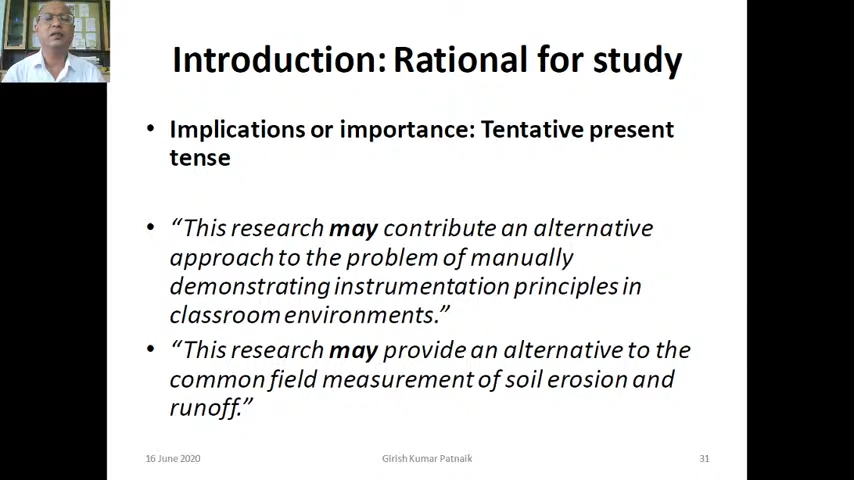 Introduction: Rational for study
• Implications or importance: Tentative present
tense
• “This research may contribute an alternative
approach to the problem of manually
demonstrating instrumentation principles in
classroom environments.”
• “This research may provide an alternative to the
common field measurement of soil erosion and
runoff.”
16 June 2020
Girish Kumar Patnaik
31